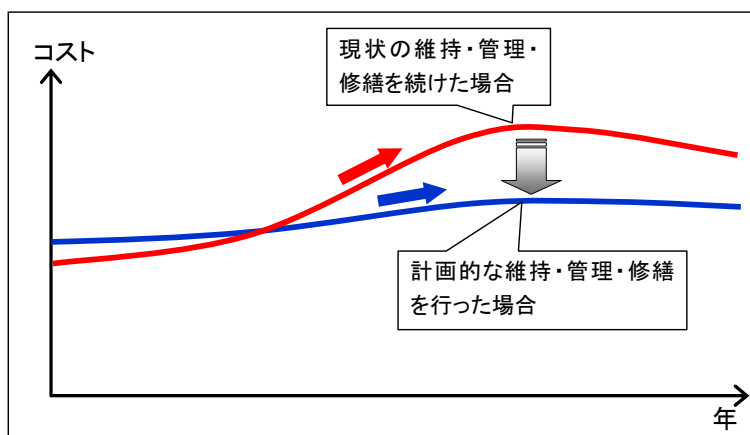 コスト
現状の維持・管理・
修繕を続けた場合
計画的な維持・管理・修繕
を行った場合
年